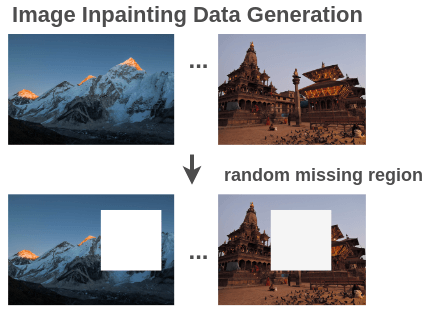 Image Inpainting Data Generation
...
random missing region
...